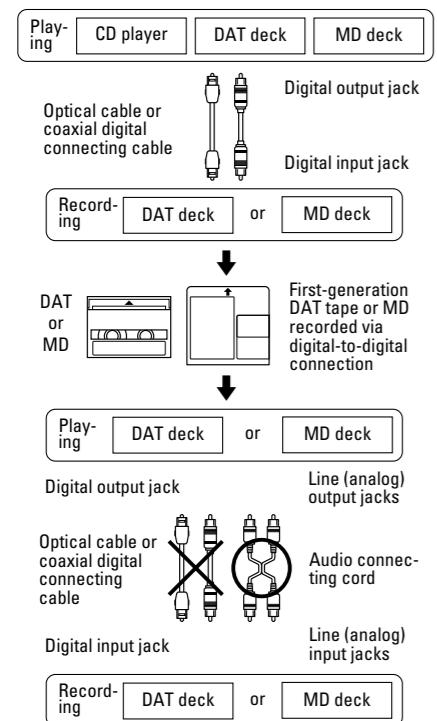 Play-
ing
CD player
DAT deck
MD deck
Digital output jack
Optical cable or
coaxial digital
connecting cable
Digital input jack
Record-
ing
DAT deck
or
MD deck
DAT
or
MD
First-generation
DAT tape or MD
recorded via
digital-to-digital
connection
Play-
ing
DAT deck
or
MD deck
Digital output jack
Line (analog)
output jacks
Optical cable or
coaxial digital
connecting
cable
Audio connec-
ting cord
Digital input jack
Line (analog)
input jacks
Record-
ing
DAT deck
or
MD deck